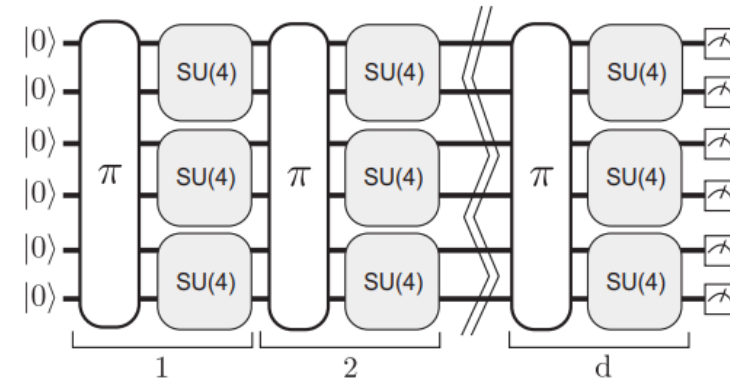 |0⟩ SU(4) SU(4) SU(4)
|0⟩
|0⟩ π SU(4) π SU(4) π SU(4)
|0⟩
|0⟩ SU(4) SU(4) SU(4)
|0⟩
1 2 d